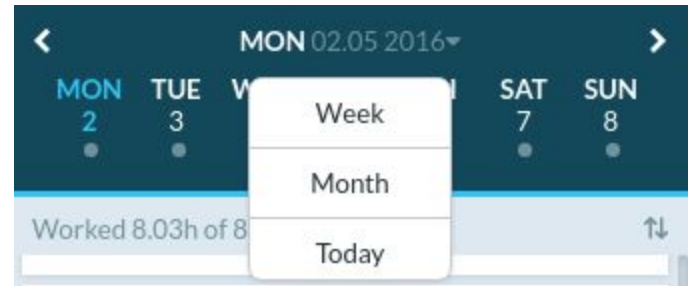 MON 02.05 2016
MON TUE SAT SUN
2 3 7 8
Week
Month
Today
Worked 8.03h of 8